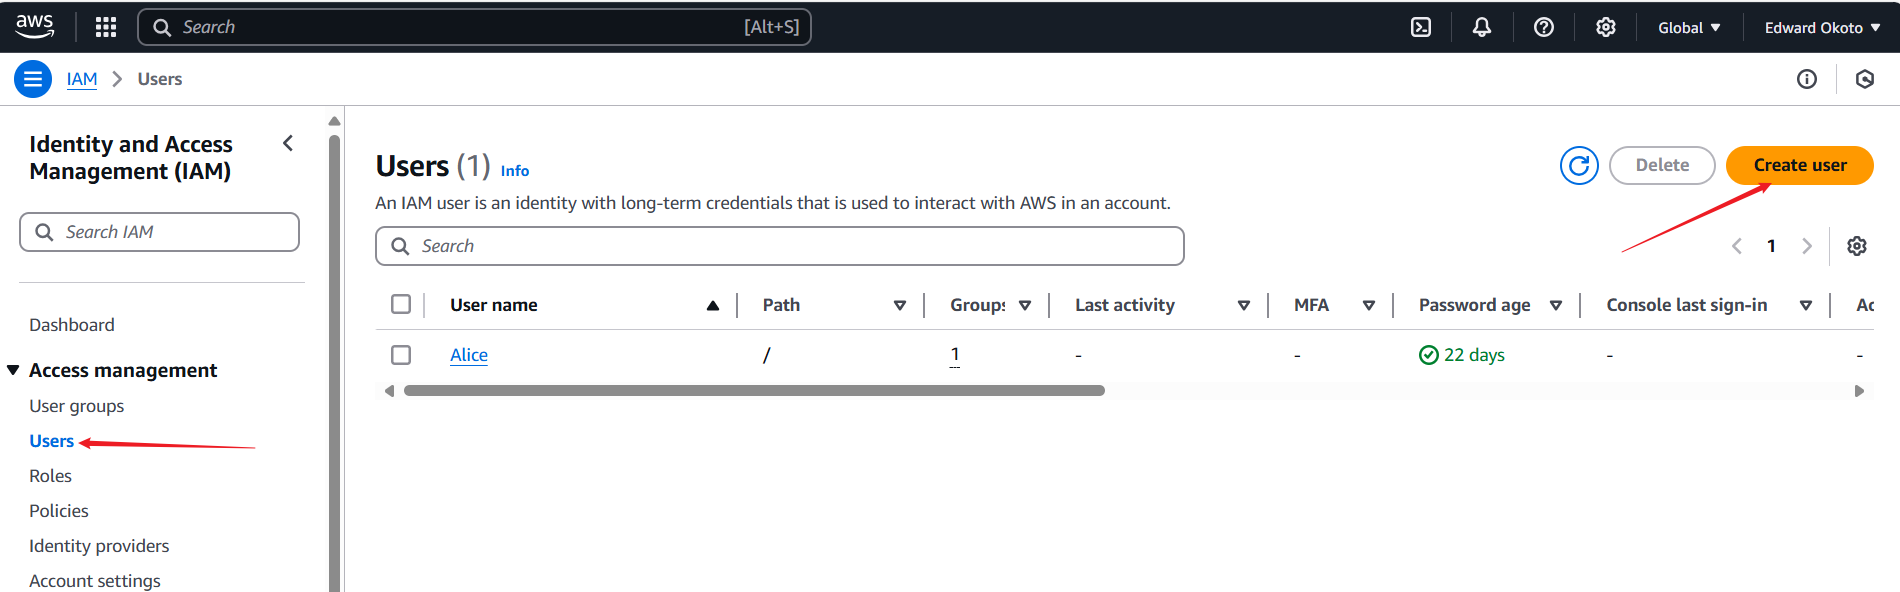 aws
Search [Alt+S]
Global
Edward Okoto
IAM > Users
Identity and Access
Management (IAM)
Search IAM
Dashboard
Access management
User groups
Users
Roles
Policies
Identity providers
Account settings
Users (1) Info
Delete
Create user
An IAM user is an identity with long-term credentials that is used to interact with AWS in an account.
Search
1
User name Path Groups Last activity MFA Password age Console last sign-in Ac
Alice / 1 - - 22 days - -